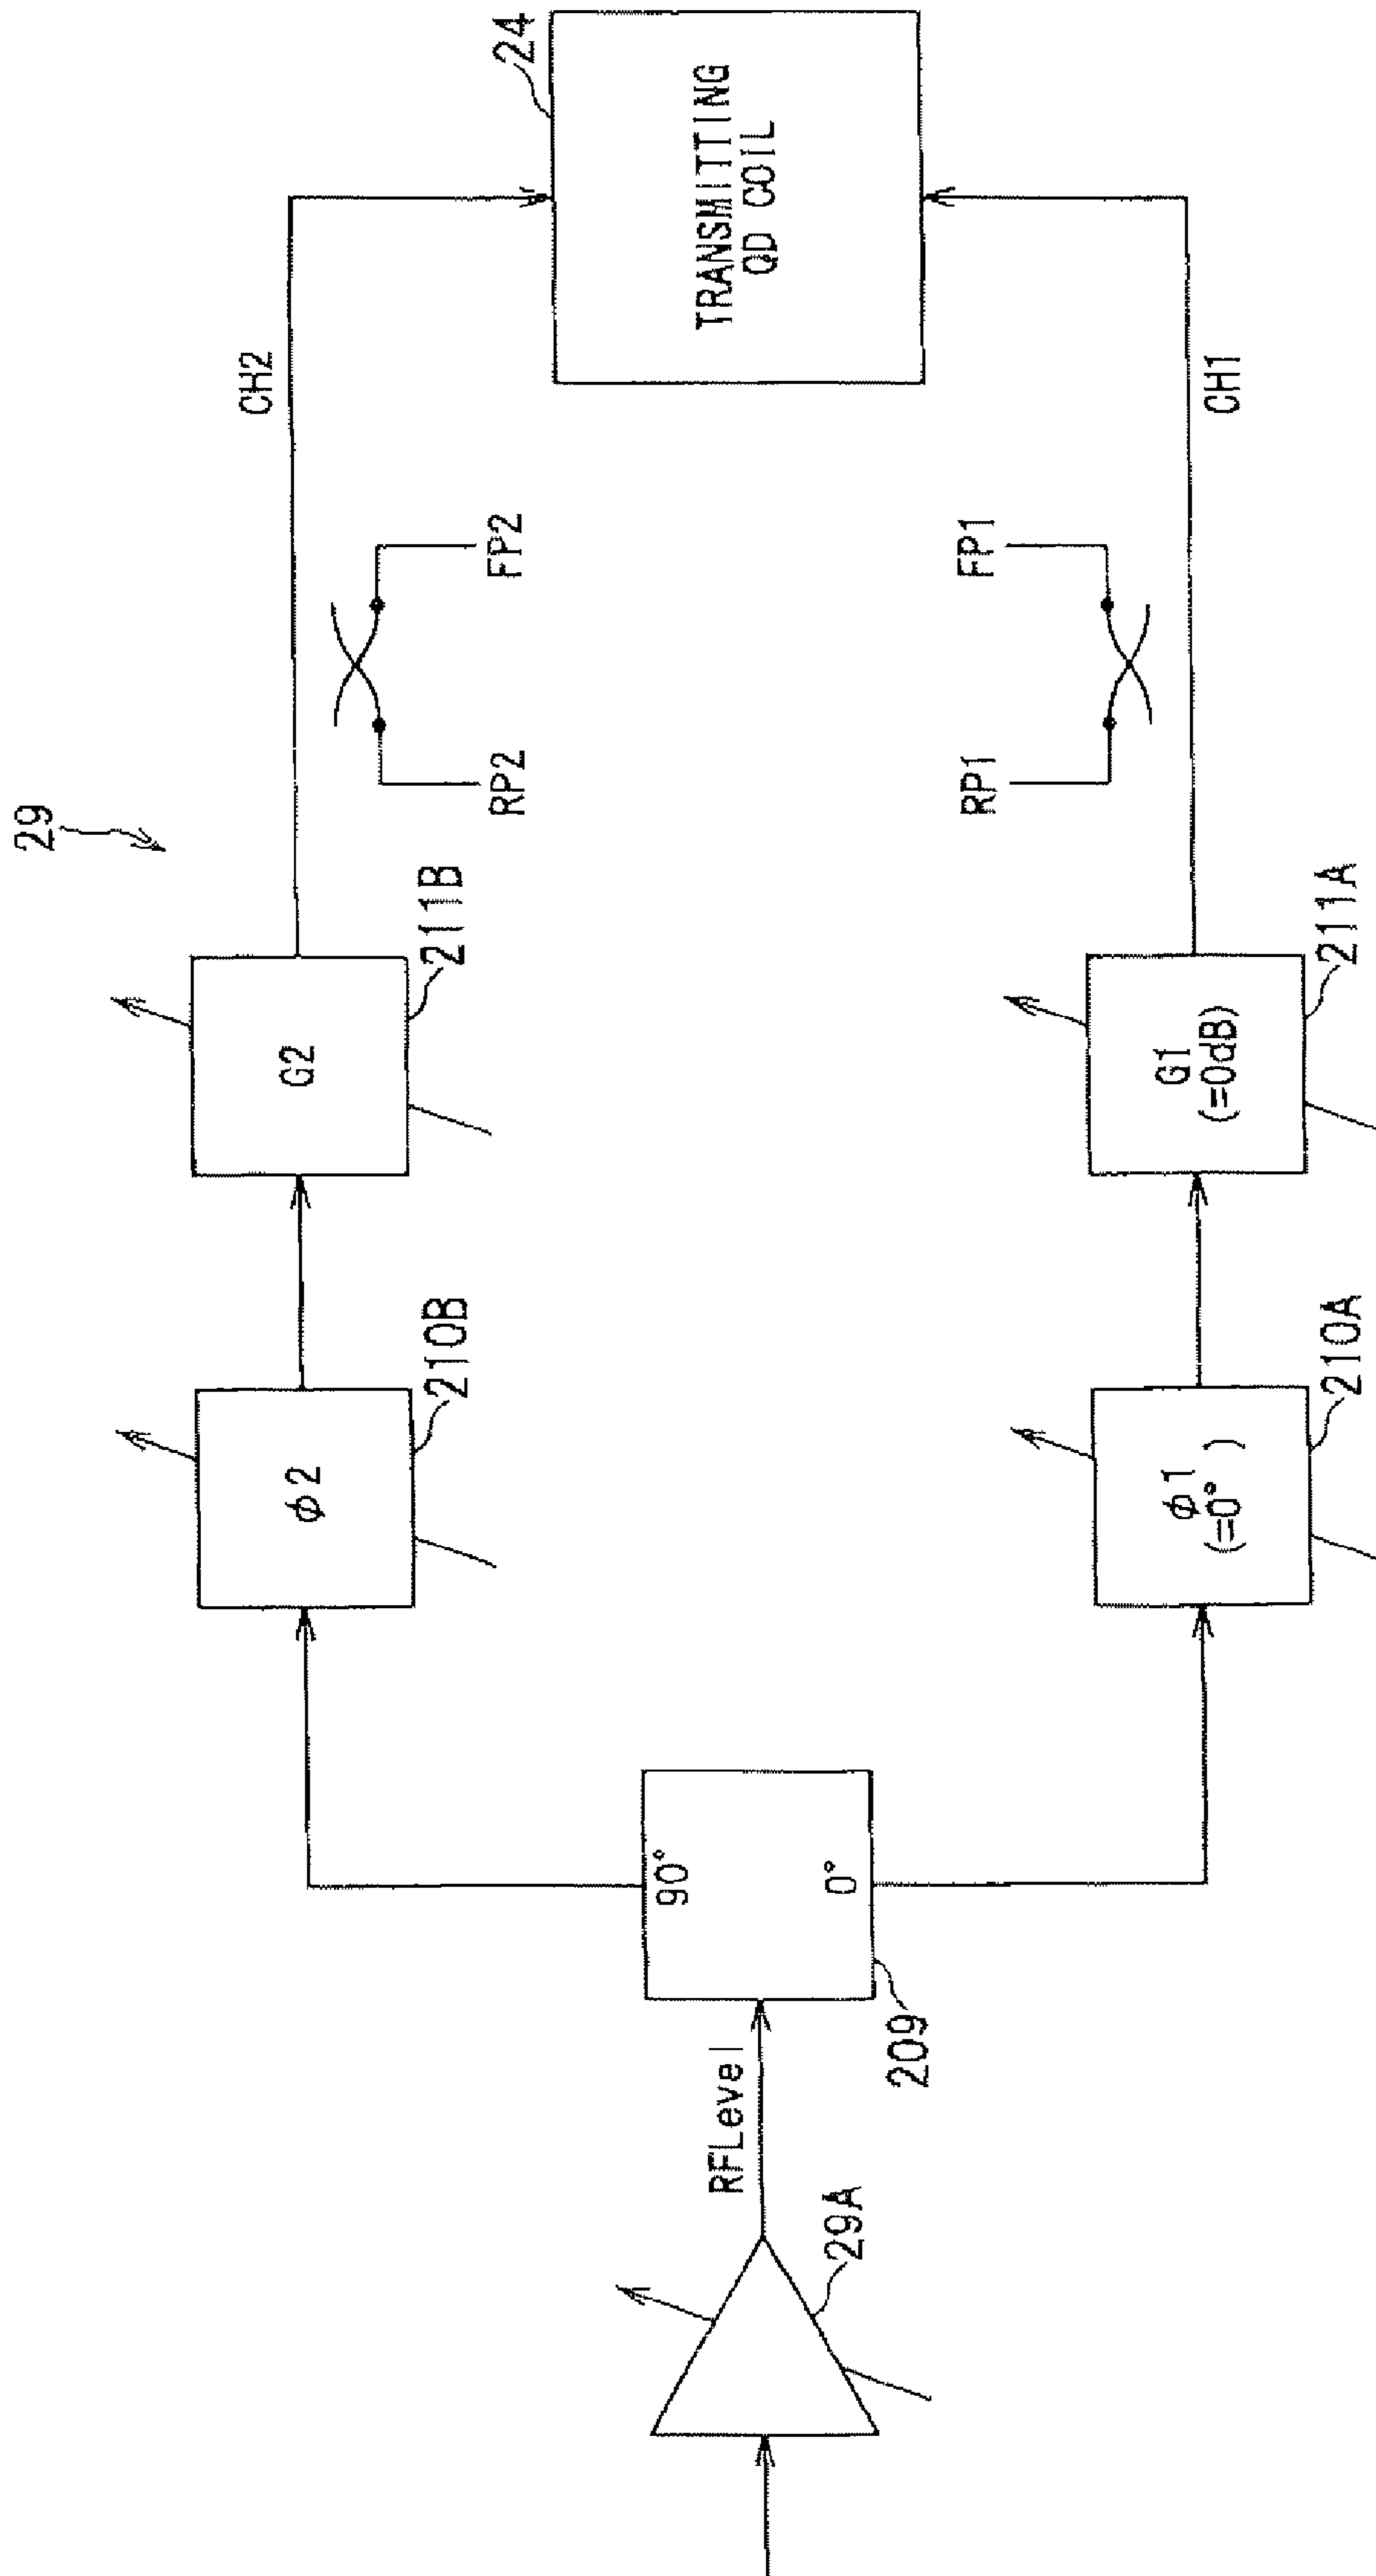 29
CH2
24
TRANSMITTING
QD COIL
RP2
FP2
G2
211B
φ2
210B
90°
0°
209
RFLevel
29A
RP1
FP1
CH1
G1
(=0dB)
211A
φ1
(=0° )
210A